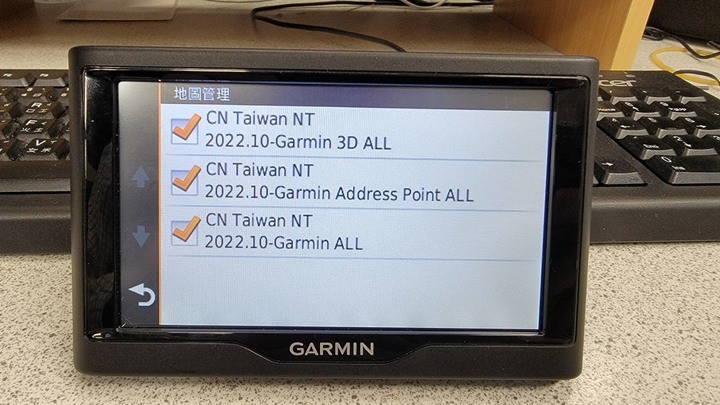 地圖管理
CN Taiwan NT
2022.10-Garmin 3D ALL
CN Taiwan NT
2022.10-Garmin Address Point ALL
CN Taiwan NT
2022.10-Garmin ALL
GARMIN